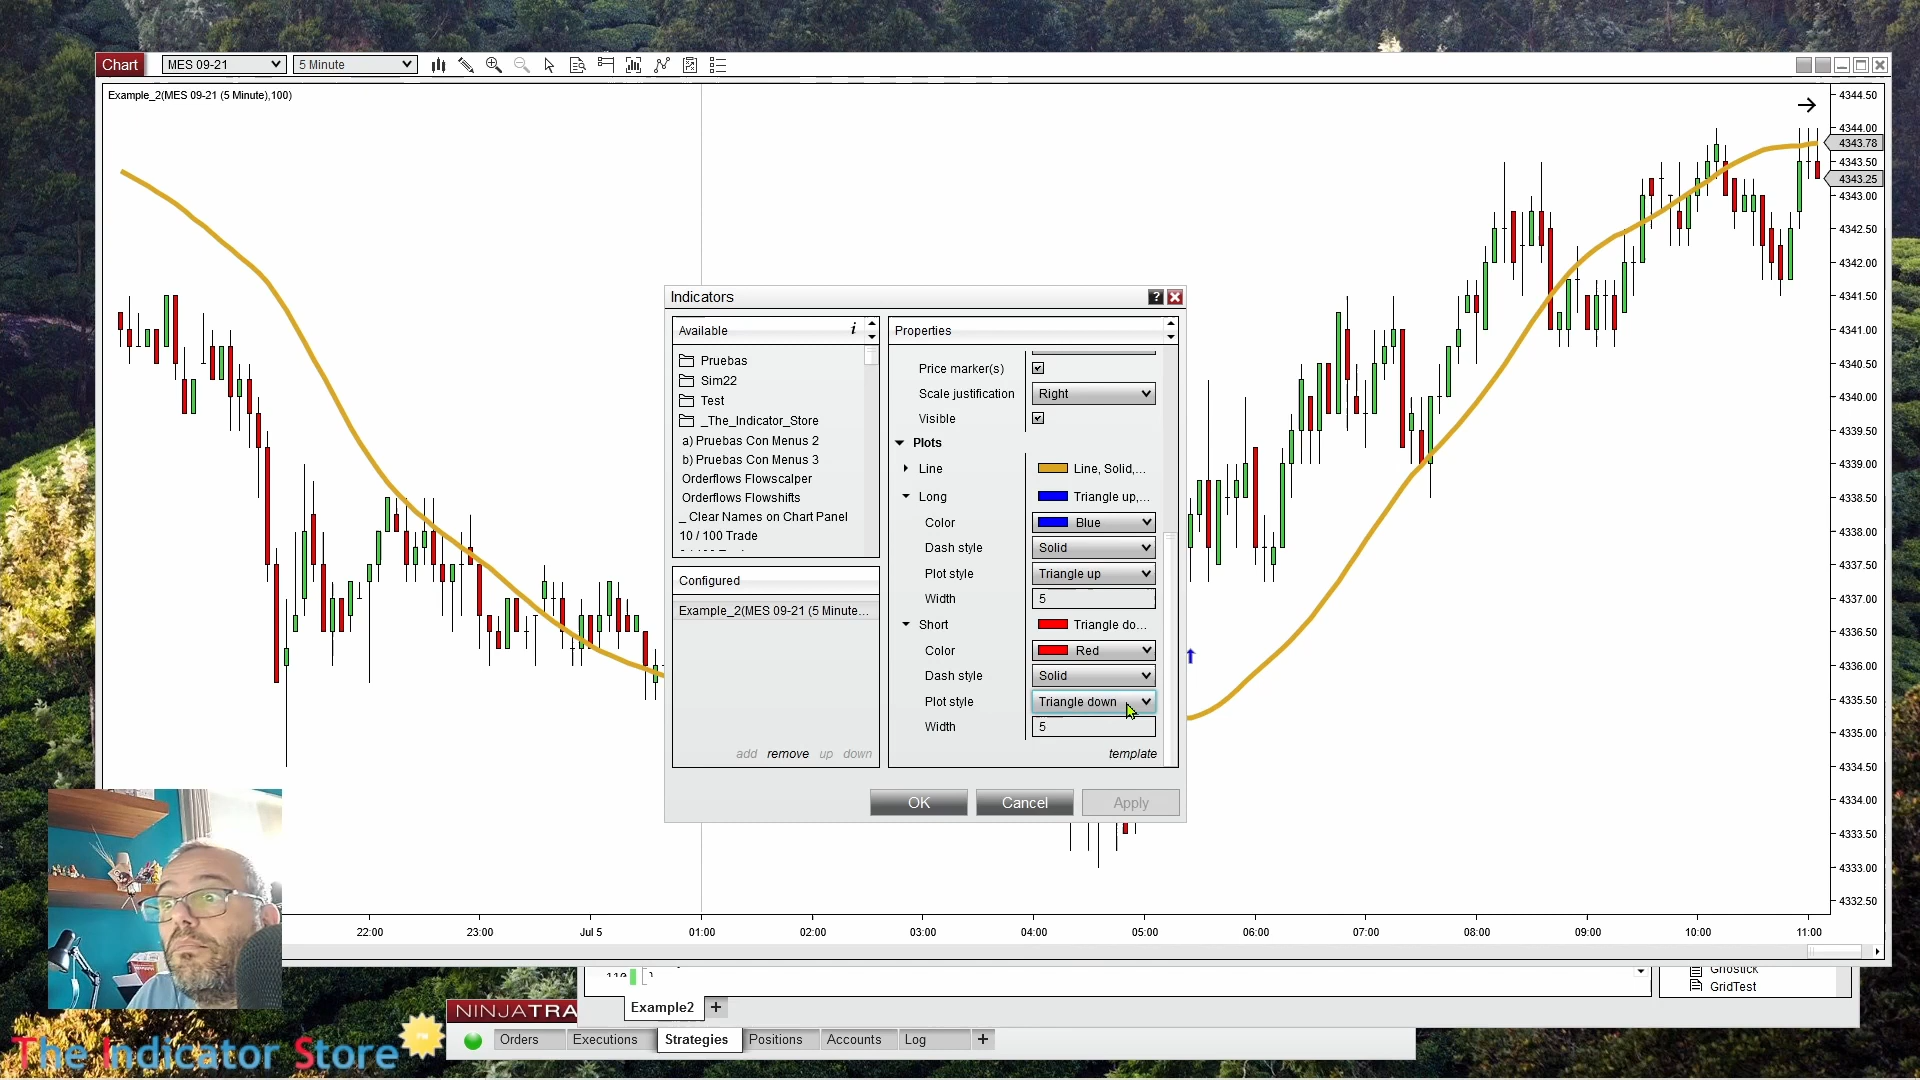 Chart
MES 09-21
5 Minute
Example_2(MES 09-21 (5 Minute),100)
4344.50
4344.00
4343.78
4343.50
4343.25
4343.00
4342.50
4342.00
4341.50
4341.00
4340.50
4340.00
4339.50
4339.00
4338.50
4338.00
4337.50
4337.00
4336.50
4336.00
4335.50
4335.00
4334.50
4334.00
4333.50
4333.00
4332.50
Indicators
?
Available
i
Pruebas
Sim22
Test
_The_Indicator_Store
a) Pruebas Con Menus 2
b) Pruebas Con Menus 3
Orderflows Flowscalper
Orderflows Flowshifts
_ Clear Names on Chart Panel
10 / 100 Trade
Configured
Example_2(MES 09-21 (5 Minute...
add remove up down
Properties
Price marker(s)
Scale justification Right
Visible
Plots
Line Line, Solid,...
Long Triangle up,...
Color Blue
Dash style Solid
Plot style Triangle up
Width 5
Short Triangle do...
Color Red
Dash style Solid
Plot style Triangle down
Width 5
template
OK Cancel Apply
22:00 23:00 Jul 5 01:00 02:00 03:00 04:00 05:00 06:00 07:00 08:00 09:00 10:00 11:00
110 }
Ghostick
GridTest
Example2 +
NINJATRA
Orders Executions Strategies Positions Accounts Log +
The Indicator Store